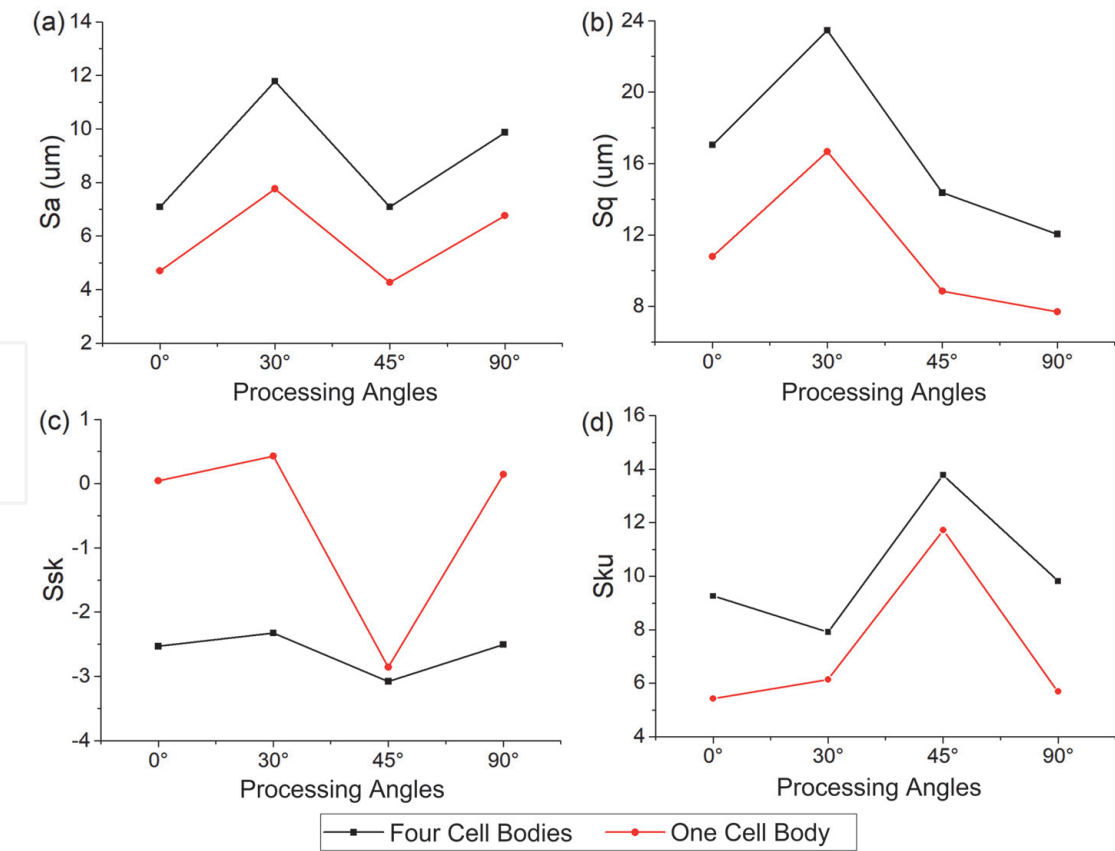 (a)
14
12
10
8
6
4
2
Sa (um)
0° 30° 45° 90°
Processing Angles
(b)
24
20
16
12
8
Sq (um)
0° 30° 45° 90°
Processing Angles
(c)
1
0
-1
-2
-3
-4
Ssk
0° 30° 45° 90°
Processing Angles
(d)
16
14
12
10
8
6
4
Sku
0° 30° 45° 90°
Processing Angles
Four Cell Bodies One Cell Body